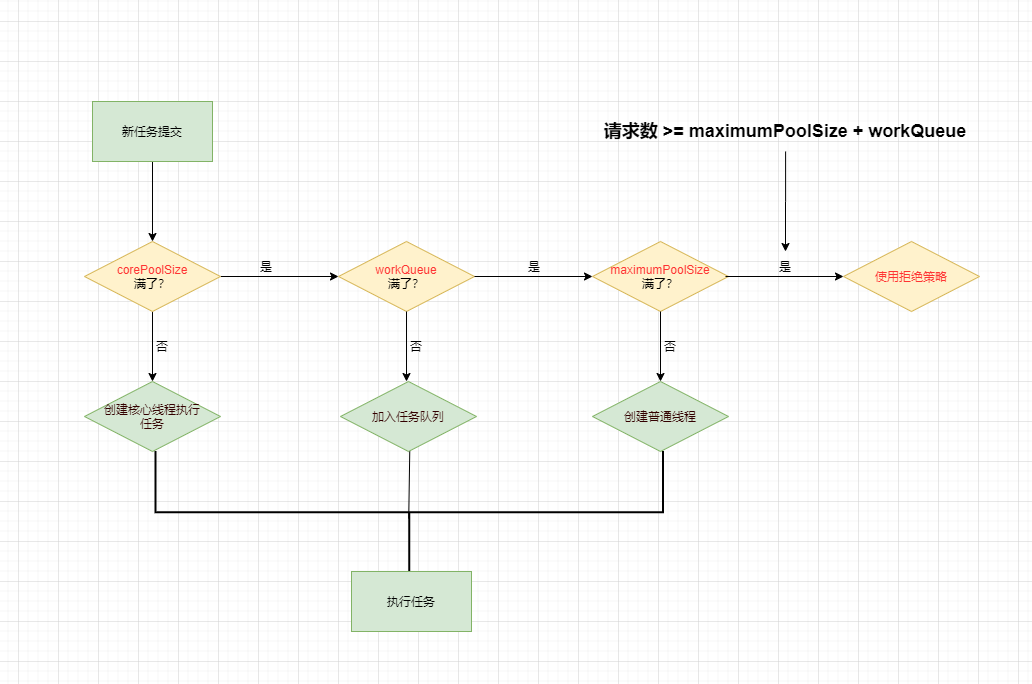 新任务提交
请求数 >= maximumPoolSize + workQueue
corePoolSize
满了?
是
workQueue
满了?
是
maximumPoolSize
满了?
是
使用拒绝策略
否
否
否
创建核心线程执行
任务
加入任务队列
创建普通线程
执行任务